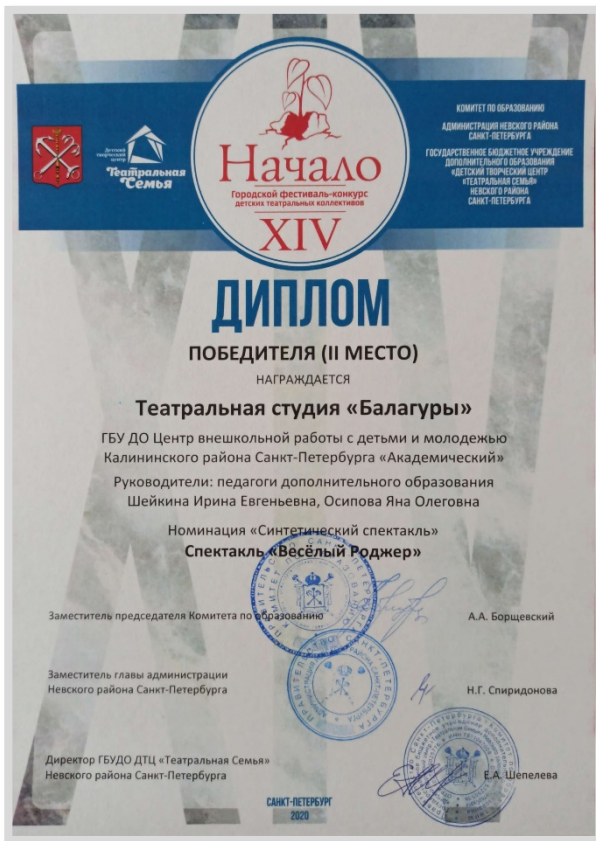 Детский
творческий
центр
Театральная
Семья
Начало
Городской фестиваль-конкурс
детских театральных коллективов
XIV
КОМИТЕТ ПО ОБРАЗОВАНИЮ
АДМИНИСТРАЦИЯ НЕВСКОГО РАЙОНА
САНКТ-ПЕТЕРБУРГА
ГОСУДАРСТВЕННОЕ БЮДЖЕТНОЕ УЧРЕЖДЕНИЕ
ДОПОЛНИТЕЛЬНОГО ОБРАЗОВАНИЯ
«ДЕТСКИЙ ТВОРЧЕСКИЙ ЦЕНТР
«ТЕАТРАЛЬНАЯ СЕМЬЯ»
НЕВСКОГО РАЙОНА
САНКТ-ПЕТЕРБУРГА
ДИПЛОМ
ПОБЕДИТЕЛЯ (II МЕСТО)
НАГРАЖДАЕТСЯ
Театральная студия «Балагуры»
ГБУ ДО Центр внешкольной работы с детьми и молодежью
Калининского района Санкт-Петербурга «Академический»
Руководители: педагоги дополнительного образования
Шейкина Ирина Евгеньевна, Осипова Яна Олеговна
Номинация «Синтетический спектакль»
Спектакль «Весёлый Роджер»
Заместитель председателя Комитета по образованию
А.А. Борщевский
Заместитель главы администрации
Невского района Санкт-Петербурга
Н.Г. Спиридонова
Директор ГБУДО ДТЦ «Театральная Семья»
Невского района Санкт-Петербурга
Е.А. Шепелева
САНКТ-ПЕТЕРБУРГ
2020